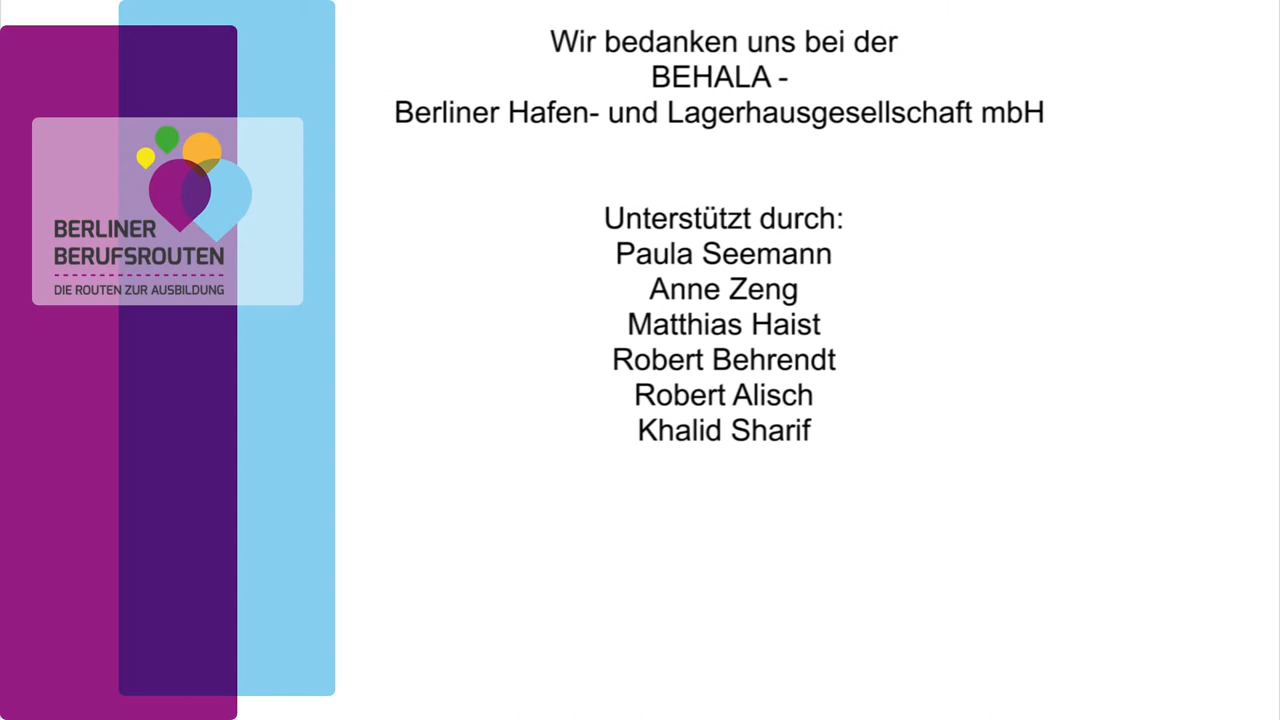 BERLINER
BERUFSROUTEN
DIE ROUTEN ZUR AUSBILDUNG
Wir bedanken uns bei der
BEHALA -
Berliner Hafen- und Lagerhausgesellschaft mbH
Unterstützt durch:
Paula Seemann
Anne Zeng
Matthias Haist
Robert Behrendt
Robert Alisch
Khalid Sharif